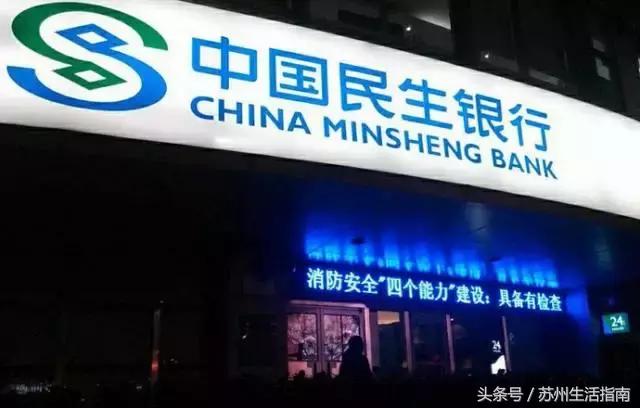 中国民生银行
CHINA MINSHENG BANK
消防安全"四个能力"建设：具备有检查
24
24
头条号 / 苏州生活指南